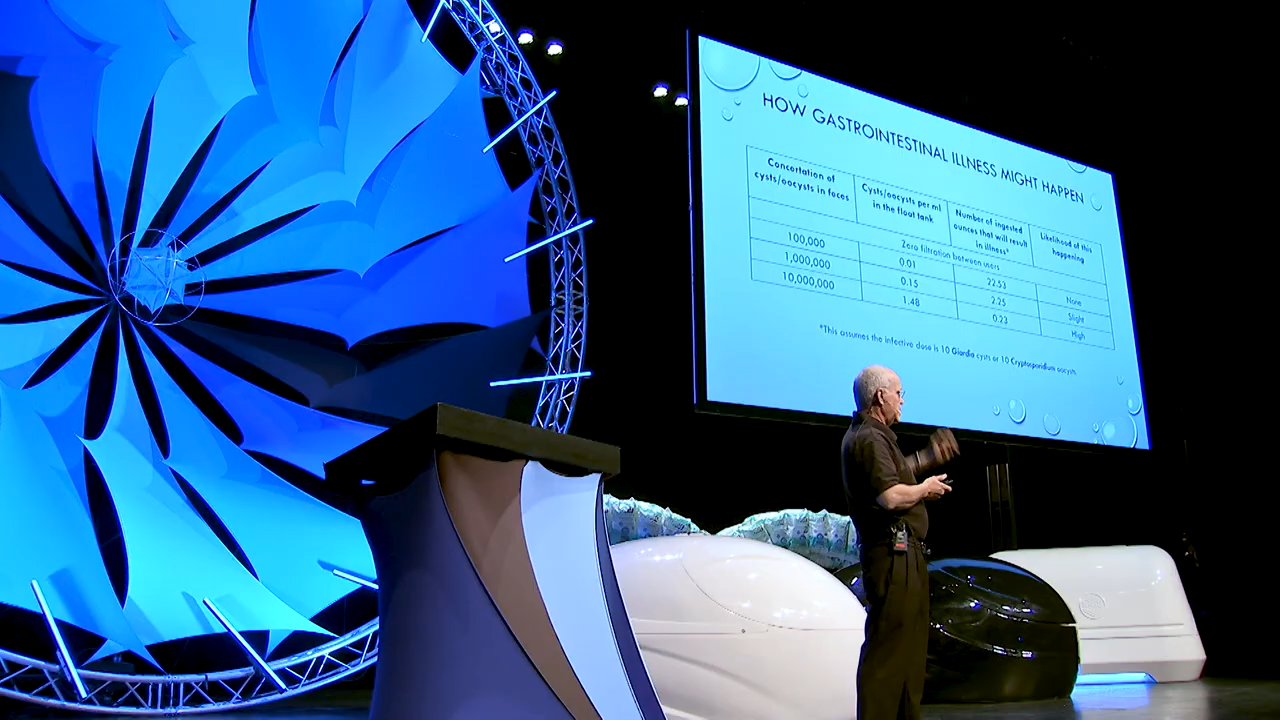 HOW GASTROINTESTINAL ILLNESS MIGHT HAPPEN
Concertation of
cysts/oocysts in feces
Cysts/oocysts per ml
in the float tank
Number of ingested
ounces that will result
in illness*
Likelihood of this
happening
Zero filtration between users
100,000
0.01
22.53
None
1,000,000
0.15
2.25
Slight
10,000,000
1.48
0.23
High
*This assumes the infective dose is 10 Giardia cysts or 10 Cryptosporidium oocysts.